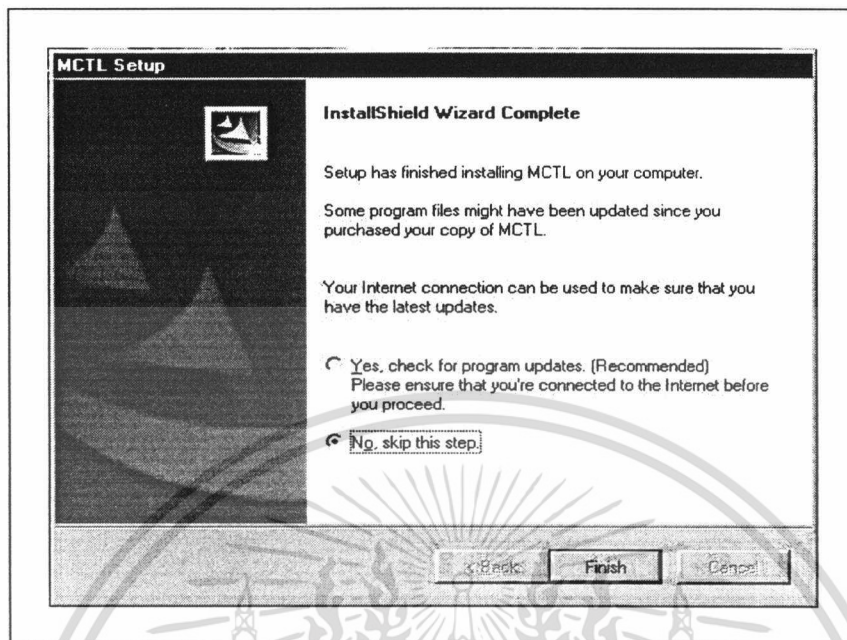 MCTL Setup
InstallShield Wizard Complete
Setup has finished installing MCTL on your computer.
Some program files might have been updated since you
purchased your copy of MCTL.
Your Internet connection can be used to make sure that you
have the latest updates.
Yes, check for program updates. (Recommended)
Please ensure that you're connected to the Internet before
you proceed.
No, skip this step.
< Back
Finish
Cancel